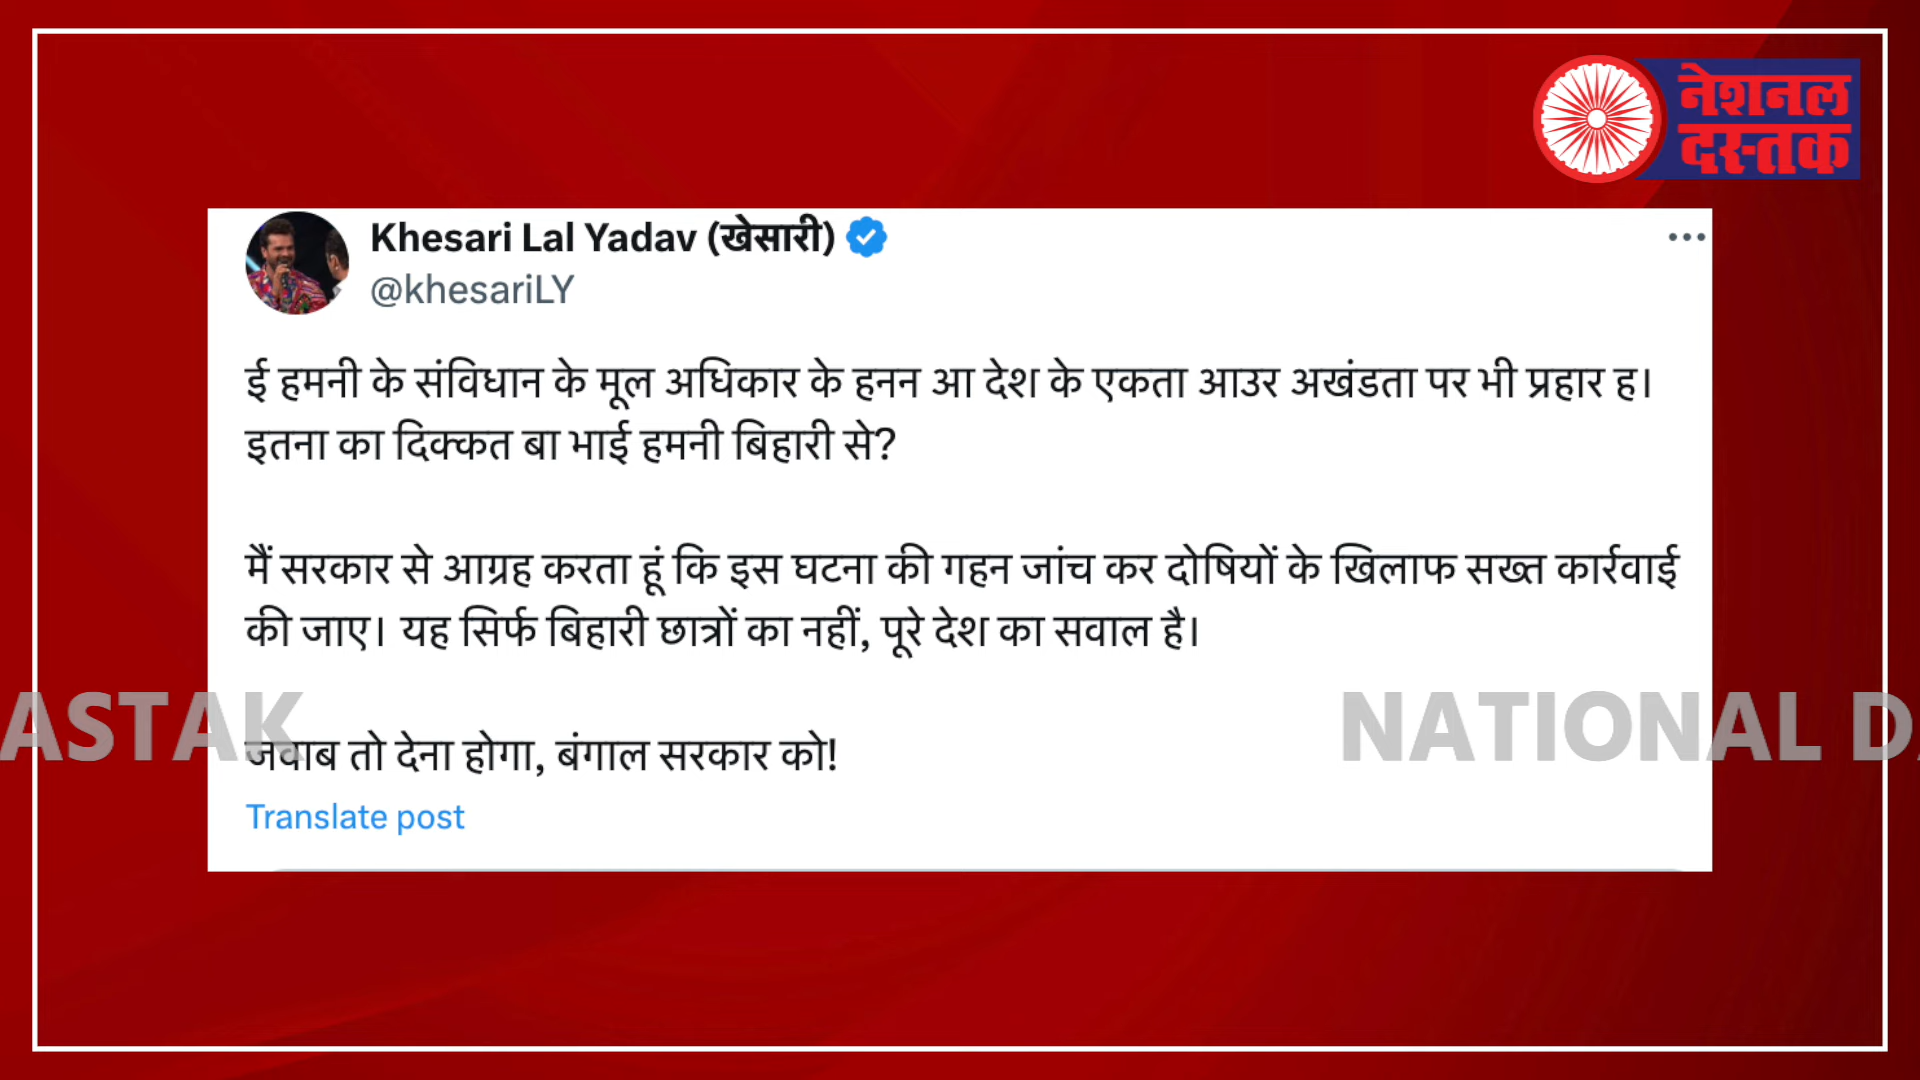 नेशनल
दस्तक
Khesari Lal Yadav (खेसारी)
@khesariLY
ई हमनी के संविधान के मूल अधिकार के हनन आ देश के एकता आउर अखंडता पर भी प्रहार ह।
इतना का दिक्कत बा भाई हमनी बिहारी से?
मैं सरकार से आग्रह करता हूं कि इस घटना की गहन जांच कर दोषियों के खिलाफ सख्त कार्रवाई
की जाए। यह सिर्फ बिहारी छात्रों का नहीं, पूरे देश का सवाल है।
ASTAK NATIONAL D
जवाब तो देना होगा, बंगाल सरकार को!
Translate post